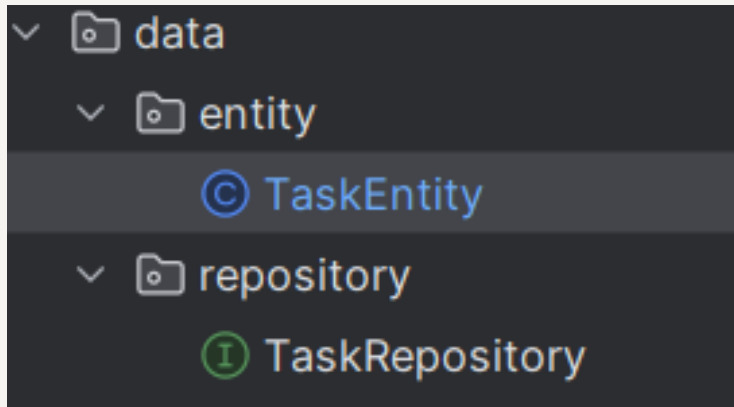 data
entity
C TaskEntity
repository
I TaskRepository